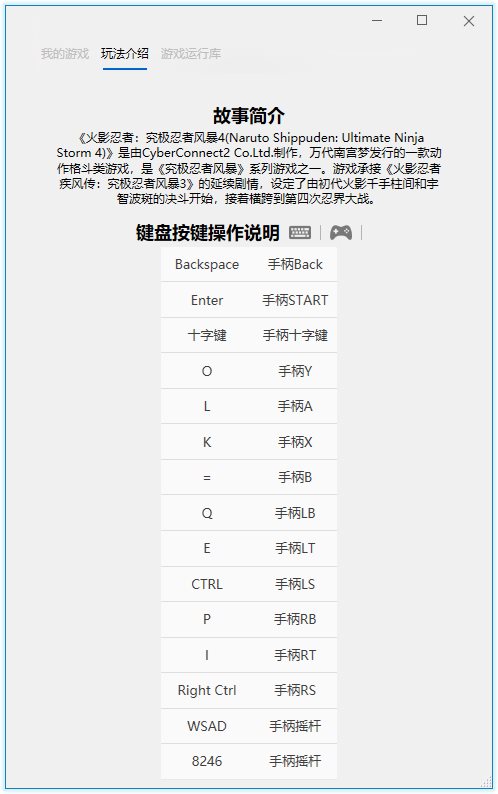 我的游戏 玩法介绍 游戏运行库
故事简介
《火影忍者：究极忍者风暴4(Naruto Shippuden: Ultimate Ninja
Storm 4)》是由CyberConnect2 Co.Ltd.制作，万代南宫梦发行的一款动
作格斗类游戏，是《究极忍者风暴》系列游戏之一。游戏承接《火影忍者
疾风传：究极忍者风暴3》的延续剧情，设定了由初代火影千手柱间和宇
智波斑的决斗开始，接着横跨到第四次忍界大战。
键盘按键操作说明
Backspace 手柄Back
Enter 手柄START
十字键 手柄十字键
O 手柄Y
L 手柄A
K 手柄X
= 手柄B
Q 手柄LB
E 手柄LT
CTRL 手柄LS
P 手柄RB
I 手柄RT
Right Ctrl 手柄RS
WSAD 手柄摇杆
8246 手柄摇杆